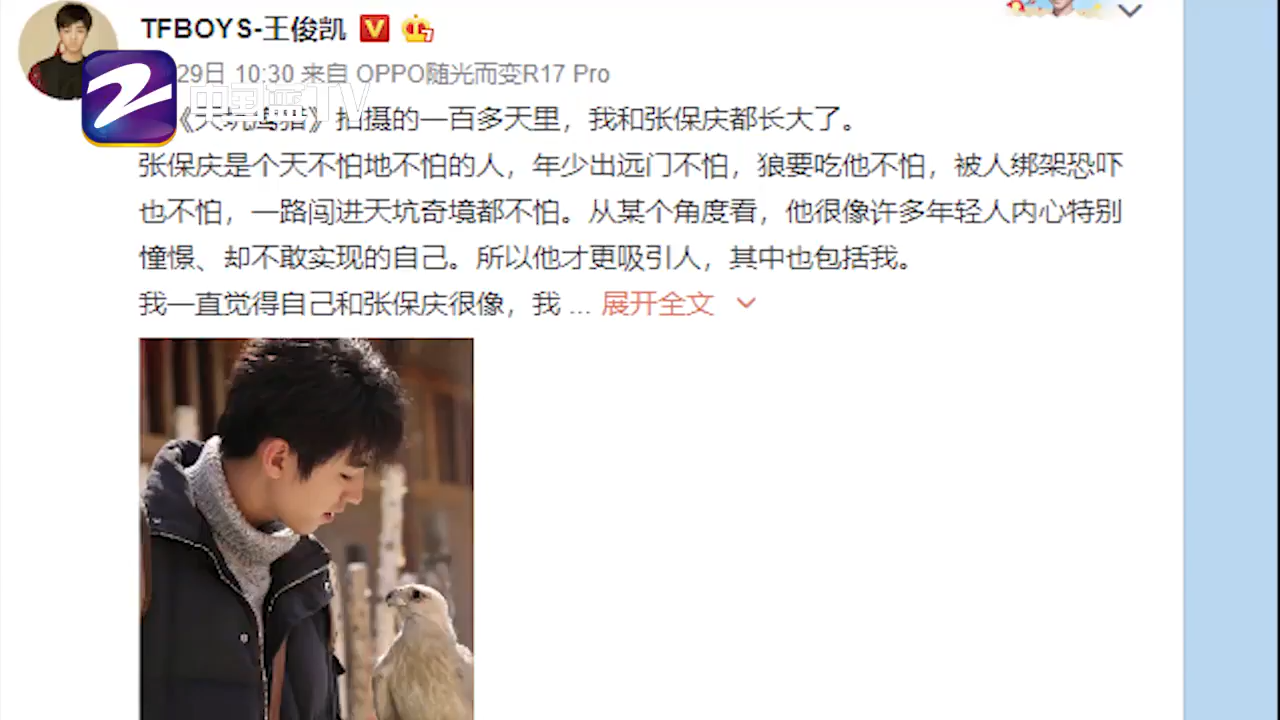 TFBOYS-王俊凯
29日 10:30 来自 OPPO随光而变R17 Pro
中国蓝TV
》拍摄的一百多天里，我和张保庆都长大了。
张保庆是个天不怕地不怕的人，年少出远门不怕，狼要吃他不怕，被人绑架恐吓
也不怕，一路闯进天坑奇境都不怕。从某个角度看，他很像许多年轻人内心特别
憧憬、却不敢实现的自己。所以他才更吸引人，其中也包括我。
我一直觉得自己和张保庆很像，我 ... 展开全文